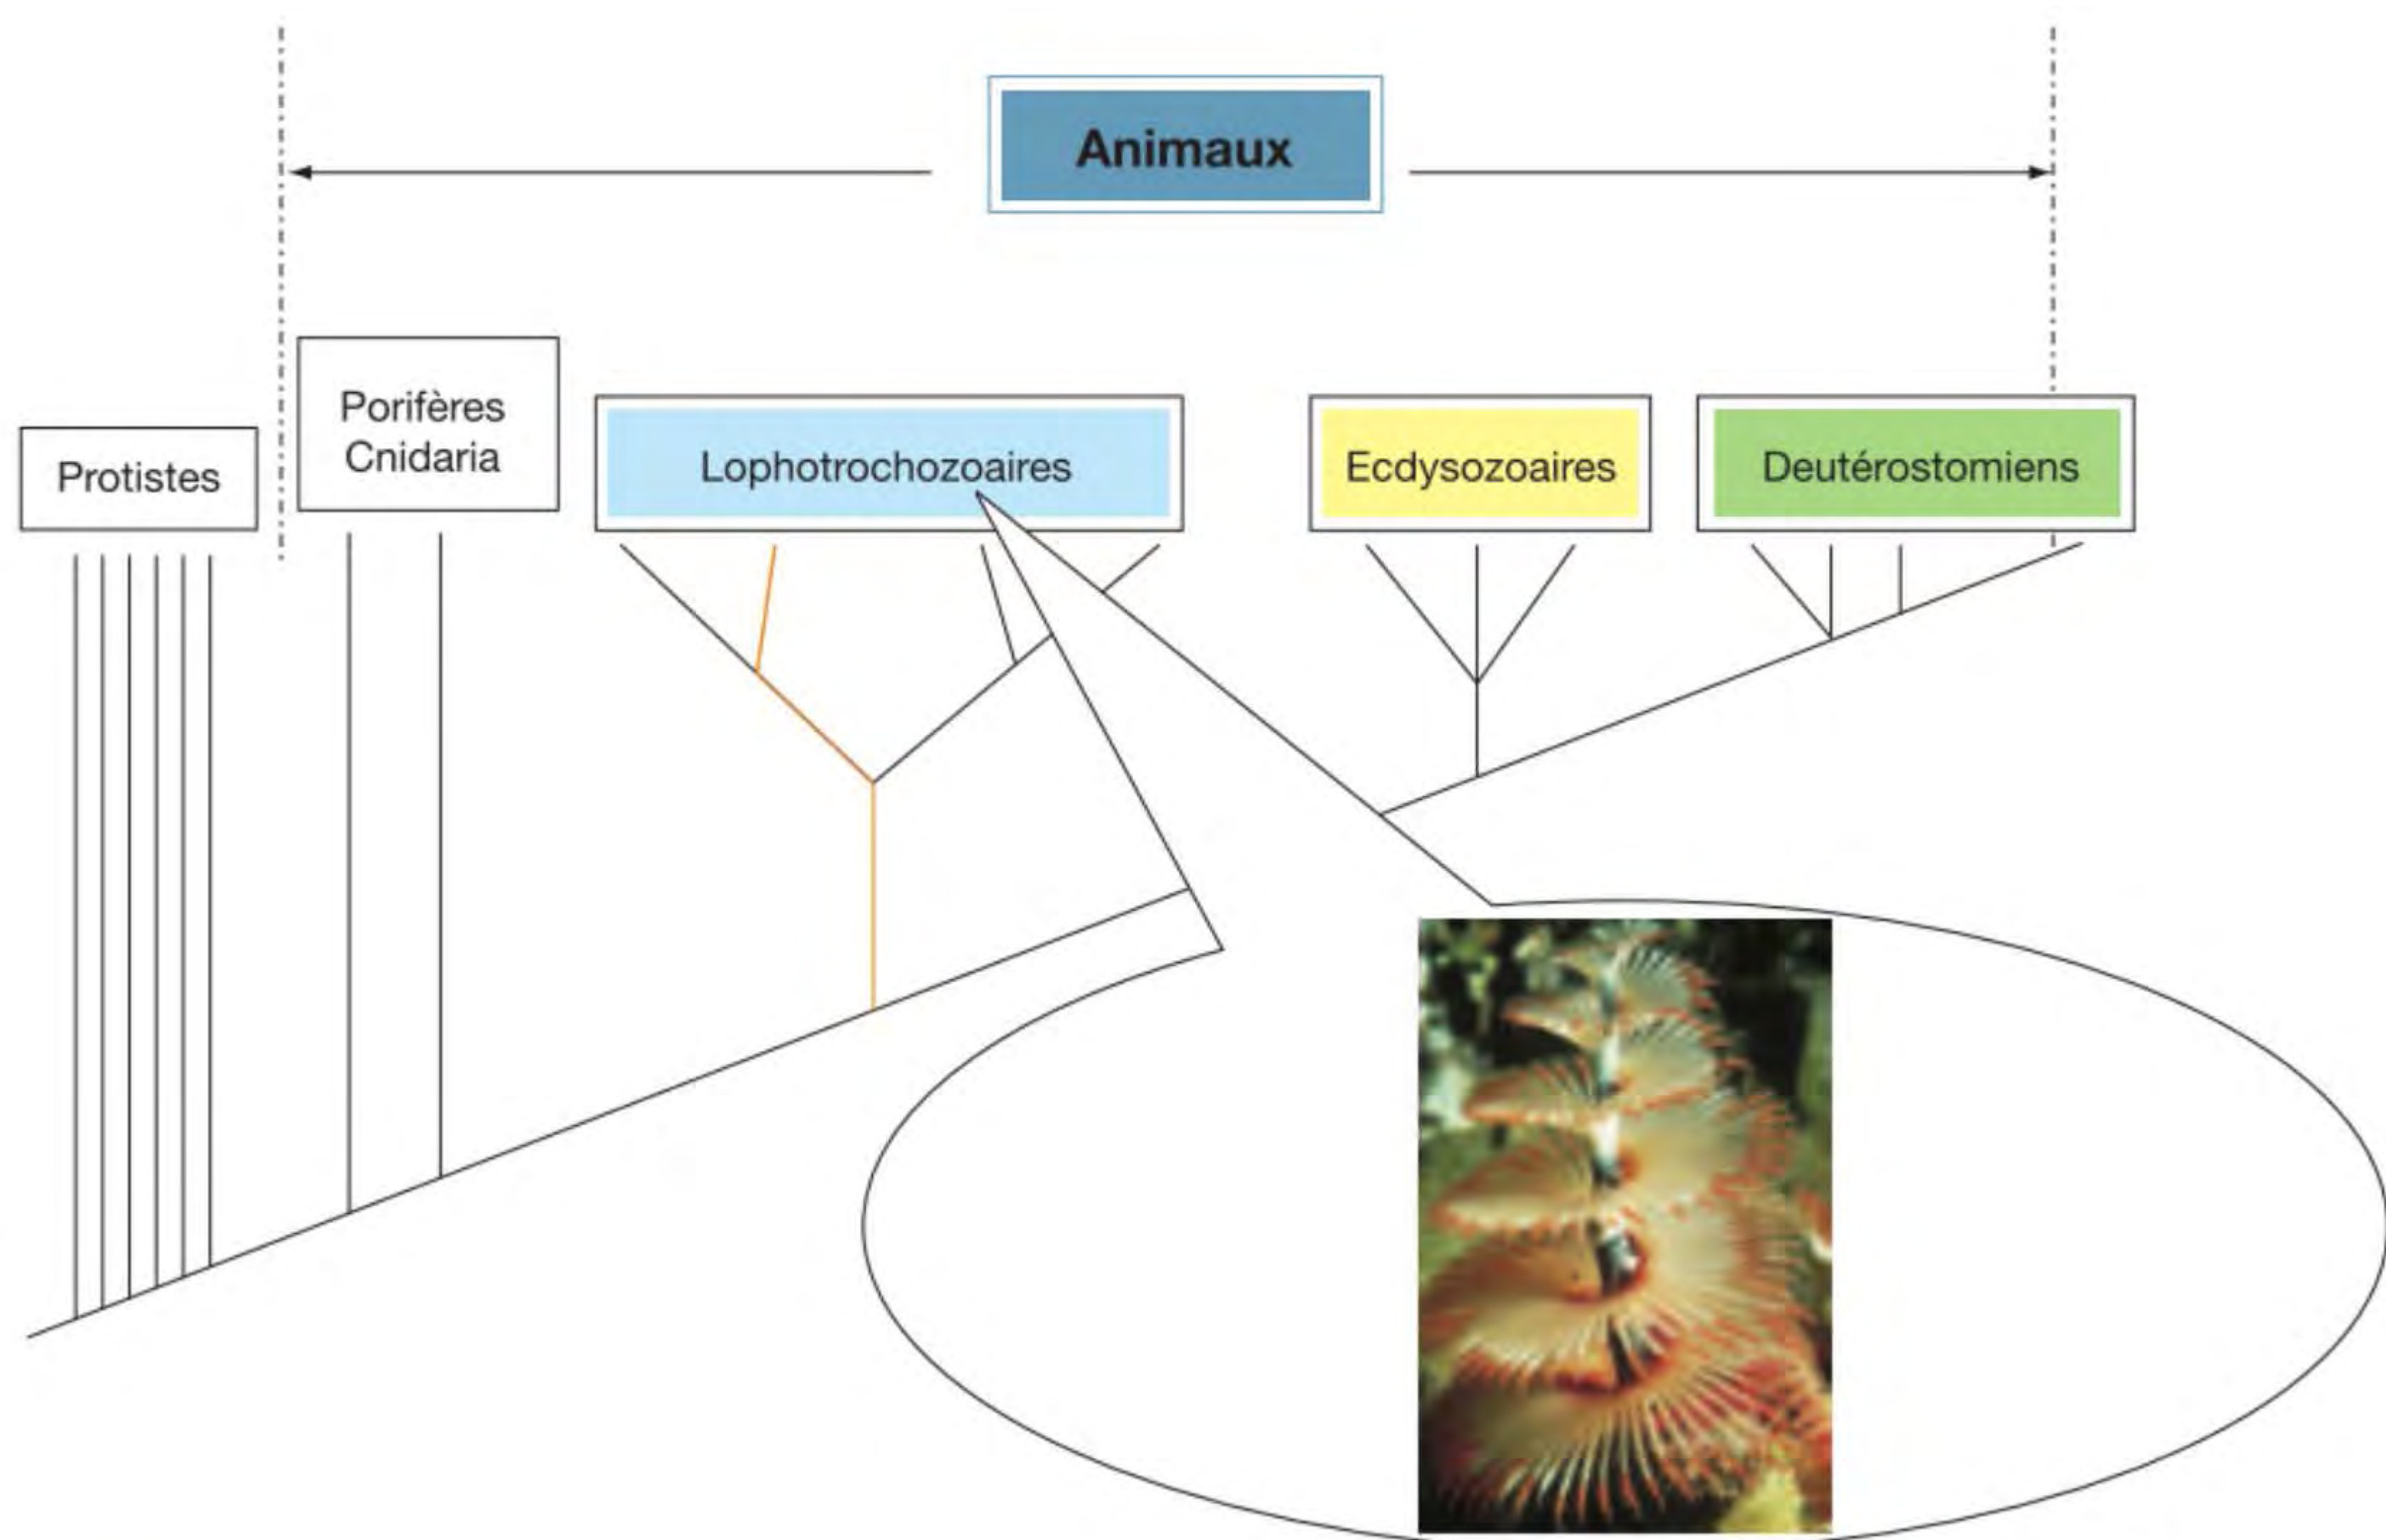 Animaux
Porifères
Cnidaria
Protistes
Lophotrochozoaires
Ecdysozoaires
Deutérostomiens